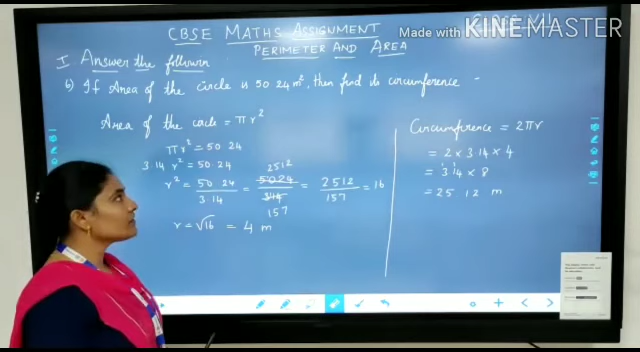 CBSE MATHS ASSIGNMENT
Made with KINEMASTER
PERIMETER AND AREA
I Answer the
6) If Area of the circle is 50.24 m², then find its circumference
Area of the circle = πr²
πr² = 50.24
3.14 r² = 50.24
r² = 50.24 / 3.14 = 5024 / 314 = 2512 / 157 = 16
2512
157
r = √16 = 4 m
Circumference = 2πr
= 2 × 3.14 × 4
= 3.14 × 8
= 25.12 m